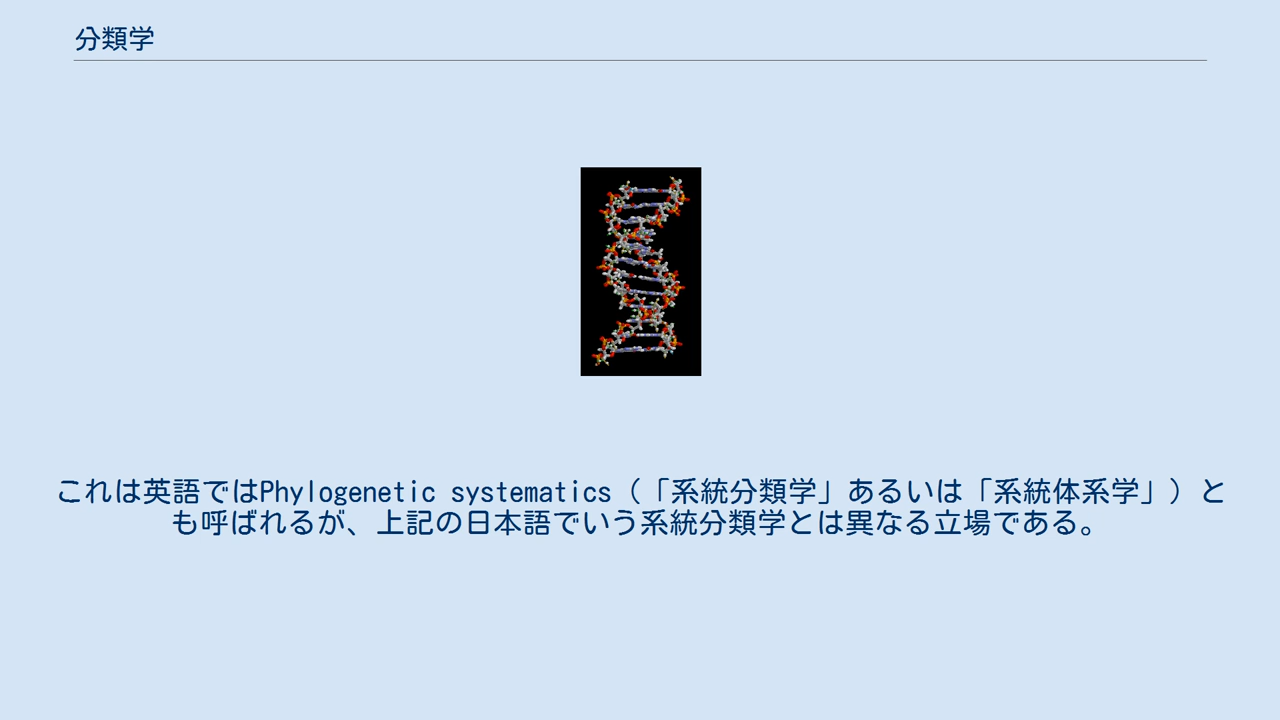 分類学
これは英語ではPhylogenetic systematics（「系統分類学」あるいは「系統体系学」）と
も呼ばれるが、上記の日本語でいう系統分類学とは異なる立場である。